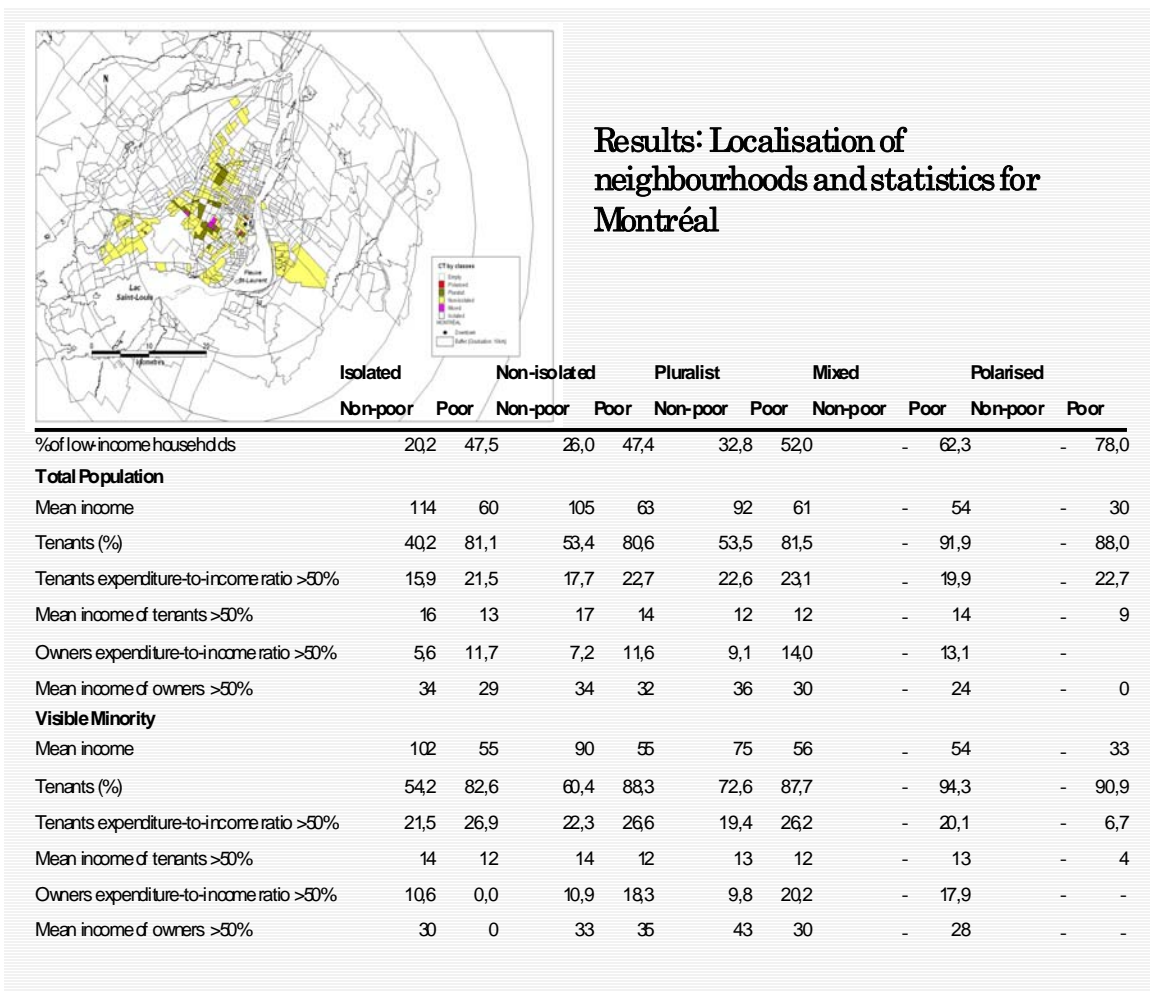 N
Lac
Saint-Louis
Fleuve
St-Laurent
0 10 20
kilometres
CT by classes
Empty
Polarised
Pluralist
Non-isolated
Mixed
Isolated
MONTRÉAL
Downtown
Results: Localisation of
neighbourhoods and statistics for
Montréal
Isolated Non-isolated Pluralist Mixed Polarised
Non-poor Poor Non-poor Poor Non-poor Poor Non-poor Poor Non-poor Poor
% of low-income households 20,2 47,5 26,0 47,4 32,8 52,0 - 62,3 - 78,0
Total Population
Mean income 114 60 105 63 92 61 - 54 - 30
Tenants (%) 40,2 81,1 53,4 80,6 53,5 81,5 - 91,9 - 88,0
Tenants expenditure-to-income ratio >50% 15,9 21,5 17,7 22,7 22,6 23,1 - 19,9 - 22,7
Mean income of tenants >50% 16 13 17 14 12 12 - 14 - 9
Owners expenditure-to-income ratio >50% 5,6 11,7 7,2 11,6 9,1 14,0 - 13,1 -
Mean income of owners >50% 34 29 34 32 36 30 - 24 - 0
Visible Minority
Mean income 102 55 90 55 75 56 - 54 - 33
Tenants (%) 54,2 82,6 60,4 88,3 72,6 87,7 - 94,3 - 90,9
Tenants expenditure-to-income ratio >50% 21,5 26,9 22,3 26,6 19,4 26,2 - 20,1 - 6,7
Mean income of tenants >50% 14 12 14 12 13 12 - 13 - 4
Owners expenditure-to-income ratio >50% 10,6 0,0 10,9 18,3 9,8 20,2 - 17,9 - -
Mean income of owners >50% 30 0 33 35 43 30 - 28 - -